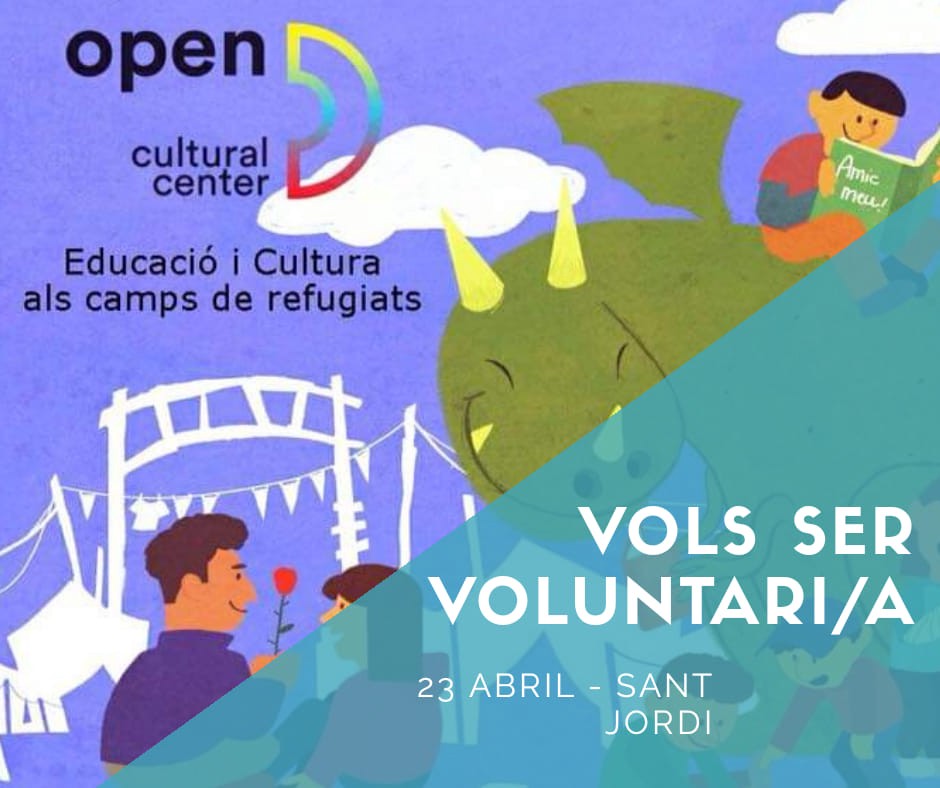 open
cultural
center
Educació i Cultura
als camps de refugiats
Amic
meu!
VOLS SER
VOLUNTARI/A
23 ABRIL - SANT
JORDI